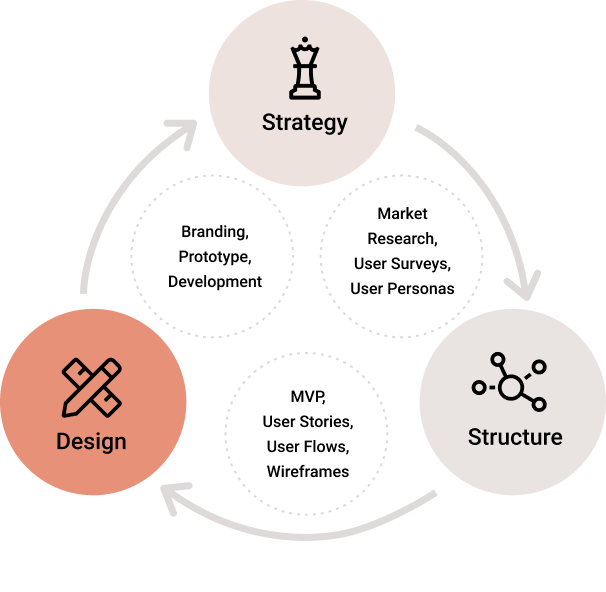 Strategy
Branding,
Prototype,
Development
Market
Research,
User Surveys,
User Personas
Design
MVP,
User Stories,
User Flows,
Wireframes
Structure